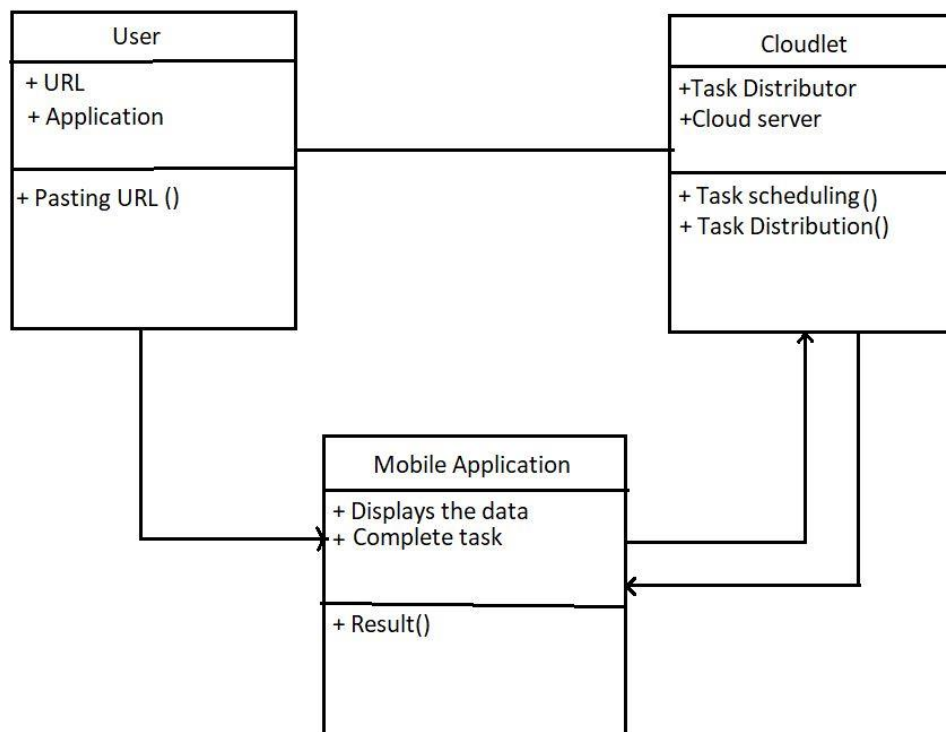 User
+ URL
+ Application
+ Pasting URL ()
Cloudlet
+Task Distributor
+Cloud server
+ Task scheduling()
+ Task Distribution()
Mobile Application
+ Displays the data
+ Complete task
+ Result()